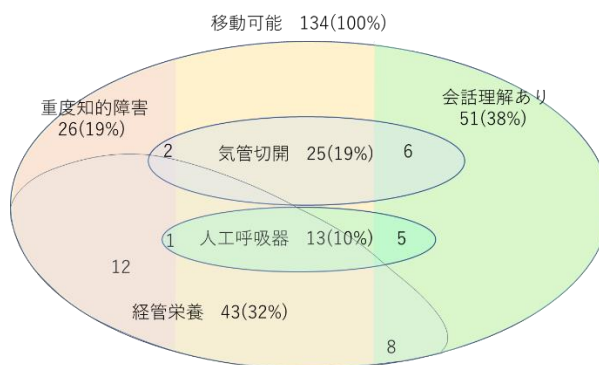 移動可能 134(100%)
重度知的障害
26(19%)
会話理解あり
51(38%)
2
気管切開 25(19%)
6
1
人工呼吸器 13(10%)
5
12
経管栄養 43(32%)
8